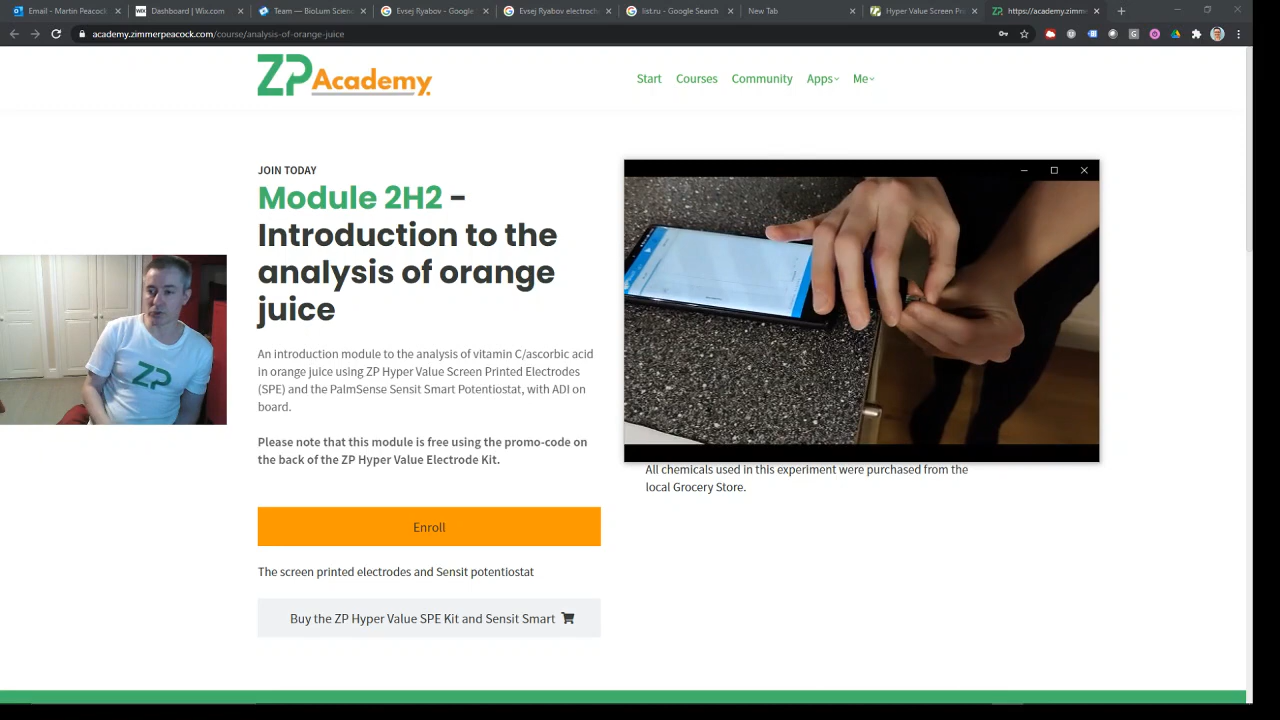 Email - Martin Peacock
Dashboard | Wix.com
Team — BioLum Scienc
Evsej Ryabov - Google
Evsej Ryabov electroch
list.ru - Google Search
New Tab
Hyper Value Screen Pri
https://academy.zimme
academy.zimmerpeacock.com/course/analysis-of-orange-juice
ZP Academy
Start Courses Community Apps Me
JOIN TODAY
Module 2H2 -
Introduction to the
analysis of orange
juice
ZP
An introduction module to the analysis of vitamin C/ascorbic acid
in orange juice using ZP Hyper Value Screen Printed Electrodes
(SPE) and the PalmSense Sensit Smart Potentiostat, with ADI on
board.
Please note that this module is free using the promo-code on
the back of the ZP Hyper Value Electrode Kit.
All chemicals used in this experiment were purchased from the
local Grocery Store.
Enroll
The screen printed electrodes and Sensit potentiostat
Buy the ZP Hyper Value SPE Kit and Sensit Smart